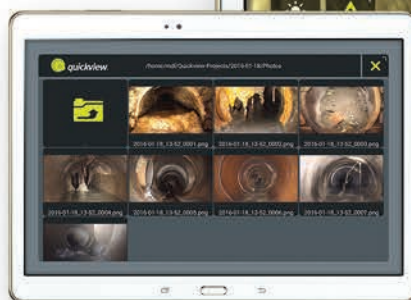 quickview.
/home/mdl/Quickview-Projects/2016-01-18/Photos
2016-01-18_13-52_0001.png
2016-01-18_13-52_0002.png
2016-01-18_13-52_0003.png
2016-01-18_13-52_0004.png
2016-01-18_13-52_0005.png
2016-01-18_13-52_0006.png
2016-01-18_13-52_0007.png